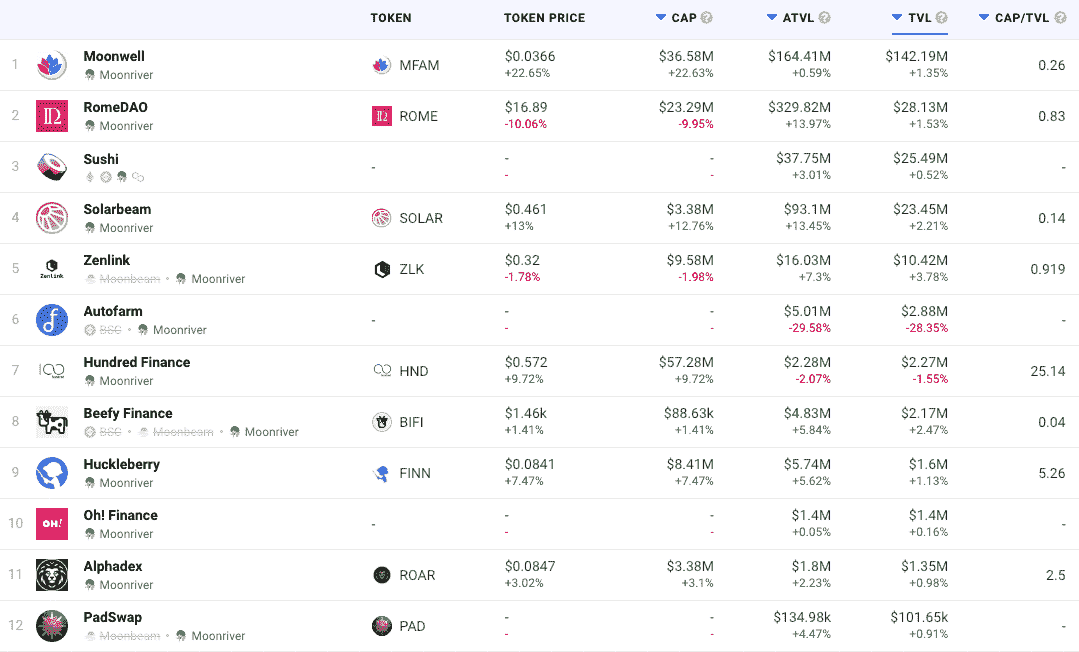 TOKEN TOKEN PRICE CAP ? ATVL ? TVL ? CAP/TVL ?
1 Moonwell MFAM $0.0366 $36.58M $164.41M $142.19M 0.26
Moonriver +22.65% +22.63% +0.59% +1.35%
2 RomeDAO ROME $16.89 $23.29M $329.82M $28.13M 0.83
Moonriver -10.06% -9.95% +13.97% +1.53%
3 Sushi - - - $37.75M $25.49M -
- - +3.01% +0.52%
4 Solarbeam SOLAR $0.461 $3.38M $93.1M $23.45M 0.14
Moonriver +13% +12.76% +13.45% +2.21%
5 Zenlink Zenlink ZLK $0.32 $9.58M $16.03M $10.42M 0.919
Moonbeam • Moonriver -1.78% -1.98% +7.3% +3.78%
6 Autofarm - - - $5.01M $2.88M -
BSC • Moonriver - - -29.58% -28.35%
7 Hundred Finance HND $0.572 $57.28M $2.28M $2.27M 25.14
Moonriver +9.72% +9.72% -2.07% -1.55%
8 Beefy Finance BIFI $1.46k $88.63k $4.83M $2.17M 0.04
BSC • Moonbeam • Moonriver +1.41% +1.41% +5.84% +2.47%
9 Huckleberry FINN $0.0841 $8.41M $5.74M $1.6M 5.26
Moonriver +7.47% +7.47% +5.62% +1.13%
10 OH! Oh! Finance - - - $1.4M $1.4M -
Moonriver - - +0.05% +0.16%
11 Alphadex ROAR $0.0847 $3.38M $1.8M $1.35M 2.5
Moonriver +3.02% +3.1% +2.23% +0.98%
12 PadSwap PAD - - $134.98k $101.65k -
Moonbeam • Moonriver - - +4.47% +0.91%